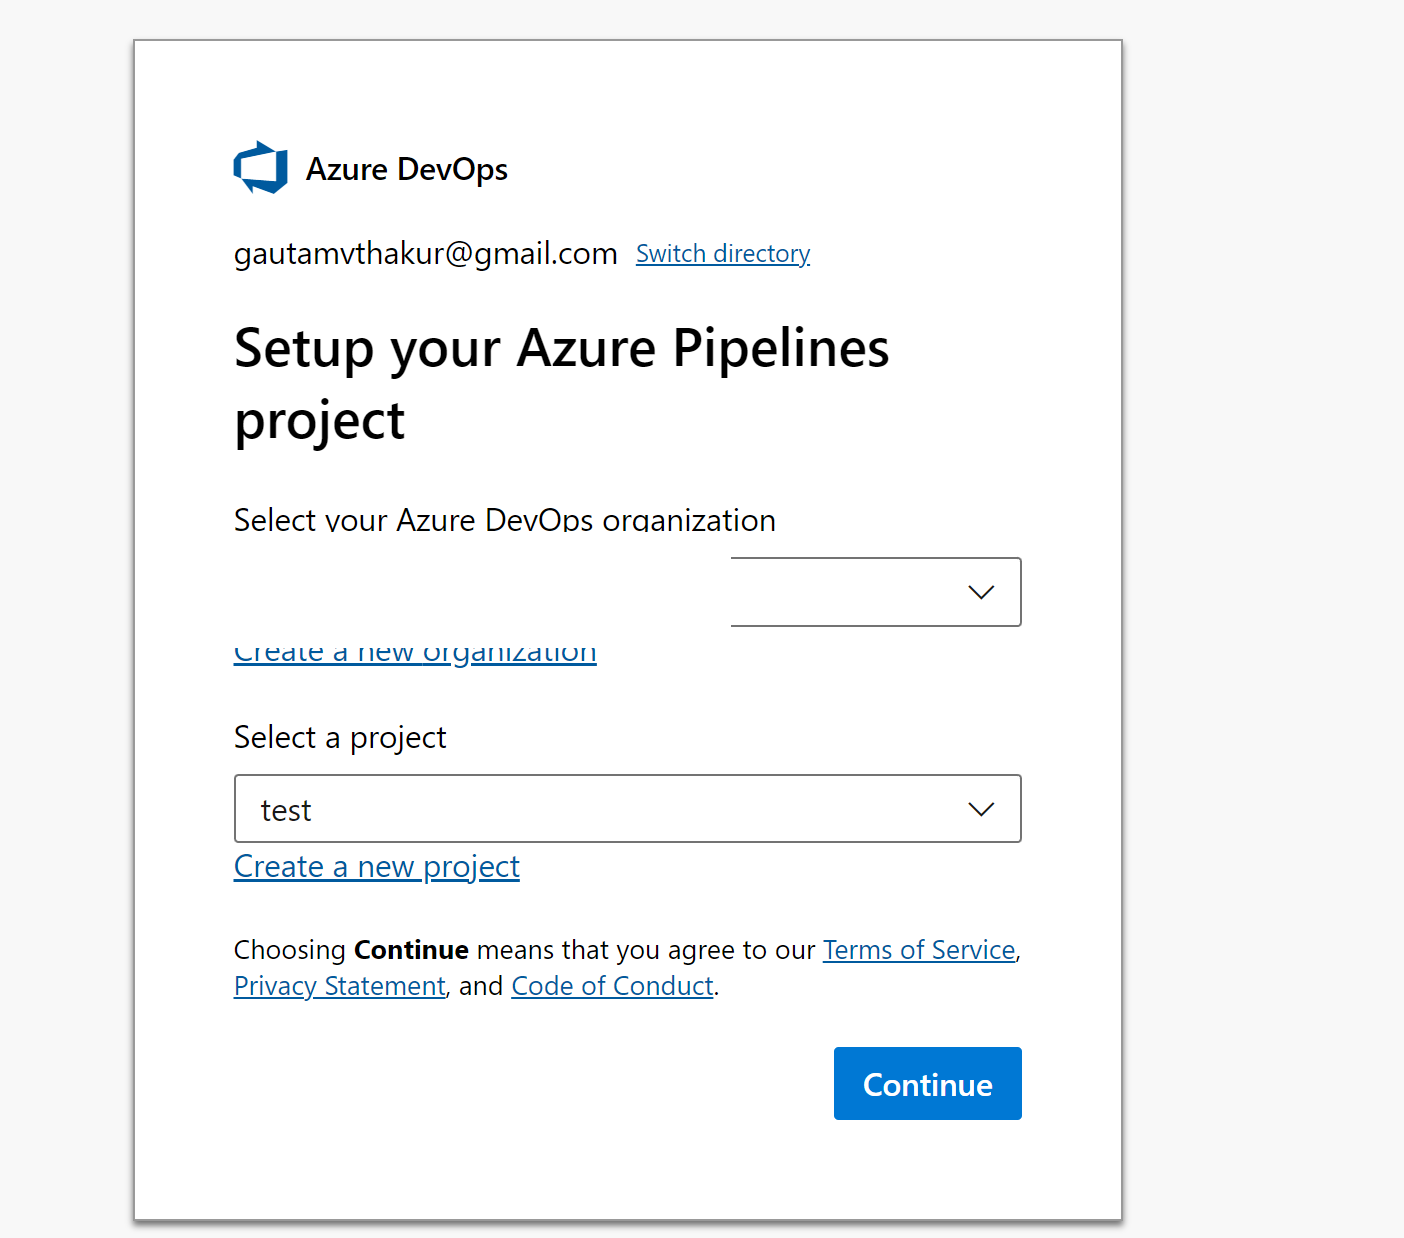 Azure DevOps
gautamvthakur@gmail.com Switch directory
Setup your Azure Pipelines
project
Select your Azure DevOps organization
Create a new organization
Select a project
test
Create a new project
Choosing Continue means that you agree to our Terms of Service,
Privacy Statement, and Code of Conduct.
Continue